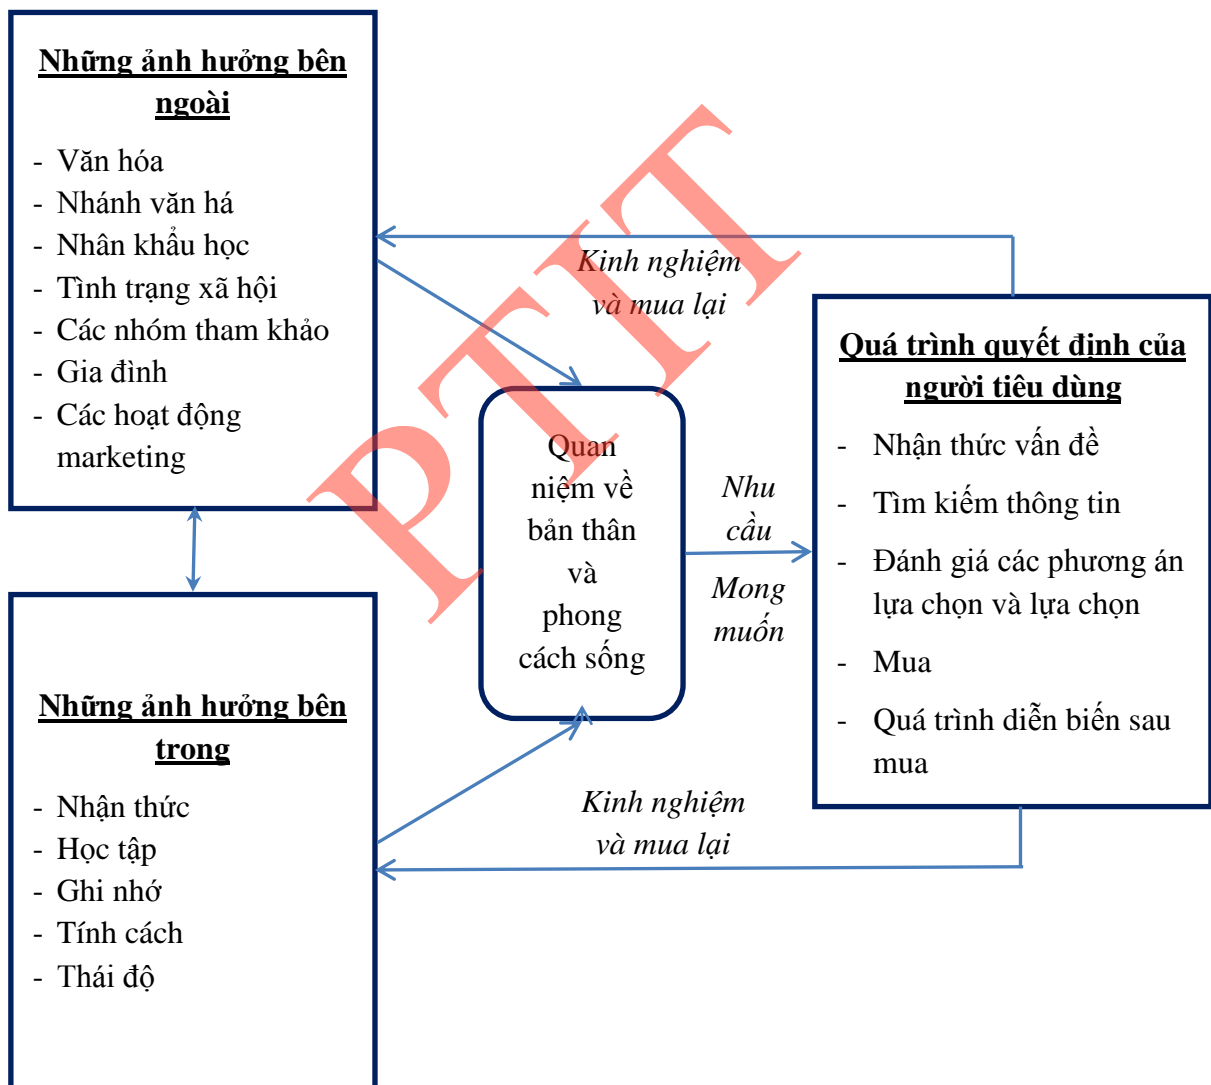 Những ảnh hưởng bên
ngoài
- Văn hóa
- Nhánh văn há
- Nhân khẩu học
- Tình trạng xã hội
- Các nhóm tham khảo
- Gia đình
- Các hoạt động
marketing
Những ảnh hưởng bên
trong
- Nhận thức
- Học tập
- Ghi nhớ
- Tính cách
- Thái độ
Kinh nghiệm
và mua lại
Quan
niệm về
bản thân
và
phong
cách sống
Nhu
cầu
Mong
muốn
Kinh nghiệm
và mua lại
Quá trình quyết định của
người tiêu dùng
- Nhận thức vấn đề
- Tìm kiếm thông tin
- Đánh giá các phương án
lựa chọn và lựa chọn
- Mua
- Quá trình diễn biến sau
mua
PTIT